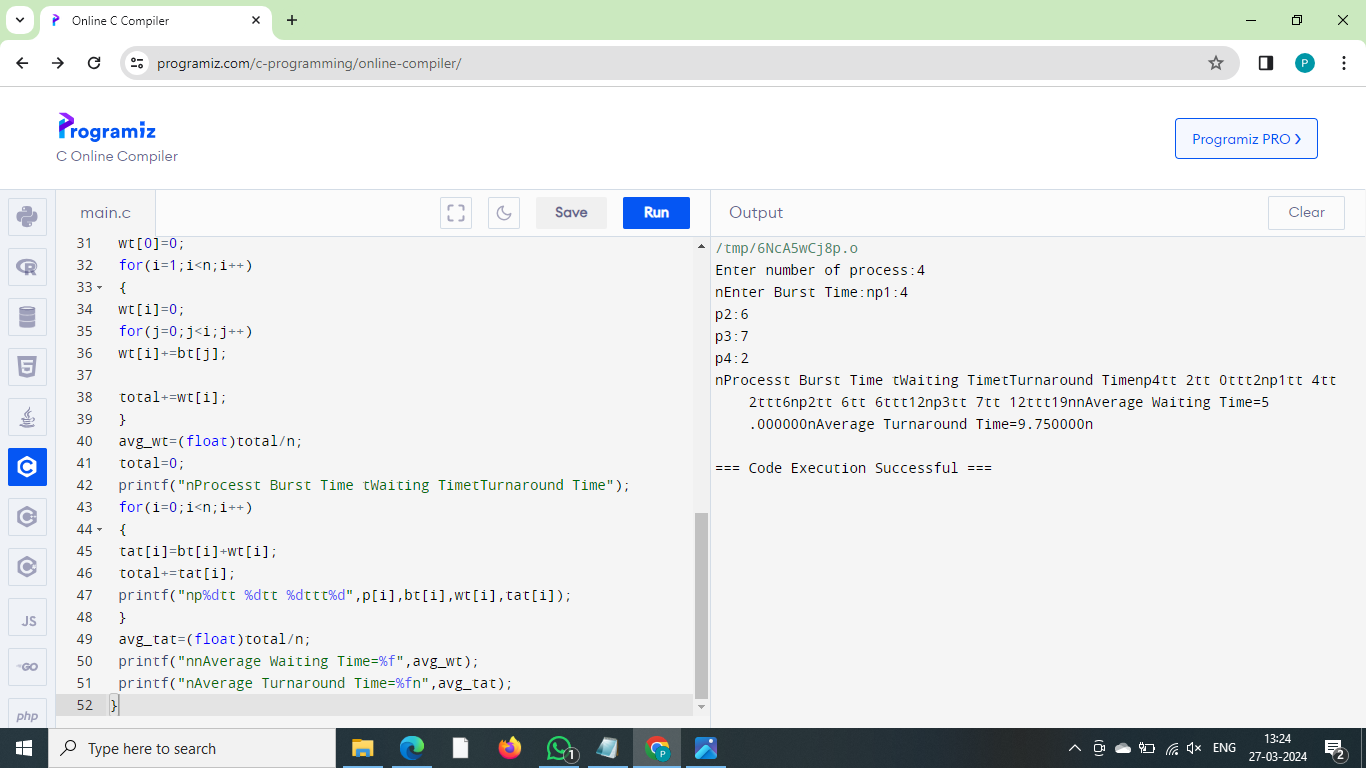 Online C Compiler
programiz.com/c-programming/online-compiler/
P
Programiz
C Online Compiler
Programiz PRO
main.c
Save
Run
Output
Clear
31 wt[0]=0;
32 for(i=1;i<n;i++)
33 {
34 wt[i]=0;
35 for(j=0;j<i;j++)
36 wt[i]+=bt[j];
37
38 total+=wt[i];
39 }
40 avg_wt=(float)total/n;
41 total=0;
42 printf("nProcesst Burst Time tWaiting TimetTurnaround Time");
43 for(i=0;i<n;i++)
44 {
45 tat[i]=bt[i]+wt[i];
46 total+=tat[i];
47 printf("np%dtt %dtt %dttt%d",p[i],bt[i],wt[i],tat[i]);
48 }
49 avg_tat=(float)total/n;
50 printf("nnAverage Waiting Time=%f",avg_wt);
51 printf("nAverage Turnaround Time=%fn",avg_tat);
52 }
/tmp/6NcA5wCj8p.o
Enter number of process:4
nEnter Burst Time:np1:4
p2:6
p3:7
p4:2
nProcesst Burst Time tWaiting TimetTurnaround Timenp4tt 2tt 0ttt2np1tt 4tt
2ttt6np2tt 6tt 6ttt12np3tt 7tt 12ttt19nnAverage Waiting Time=5
.000000nAverage Turnaround Time=9.750000n
=== Code Execution Successful ===
JS
GO
php
Type here to search
1
P
ENG
13:24
27-03-2024
2